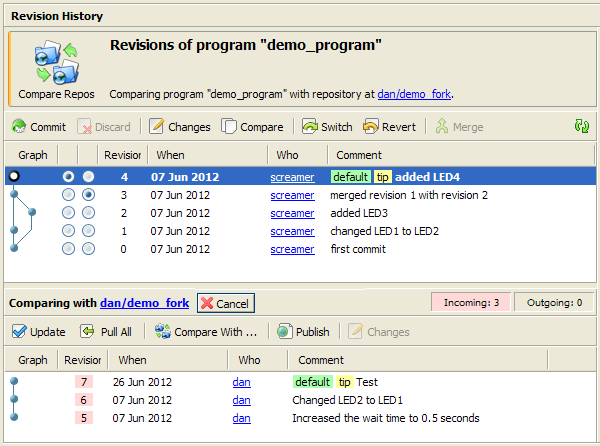 Revision History
Revisions of program "demo_program"
Compare Repos
Comparing program "demo_program" with repository at dan/demo_fork.
Commit Discard Changes Compare Switch Revert Merge
Graph Revisior When Who Comment
4 07 Jun 2012 screamer default tip added LED4
3 07 Jun 2012 screamer merged revision 1 with revision 2
2 07 Jun 2012 screamer added LED3
1 07 Jun 2012 screamer changed LED1 to LED2
0 07 Jun 2012 screamer first commit
Comparing with dan/demo_fork Cancel Incoming: 3 Outgoing: 0
Update Pull All Compare With ... Publish Changes
Graph Revisior When Who Comment
7 26 Jun 2012 dan default tip Test
6 07 Jun 2012 dan Changed LED2 to LED1
5 07 Jun 2012 dan Increased the wait time to 0.5 seconds